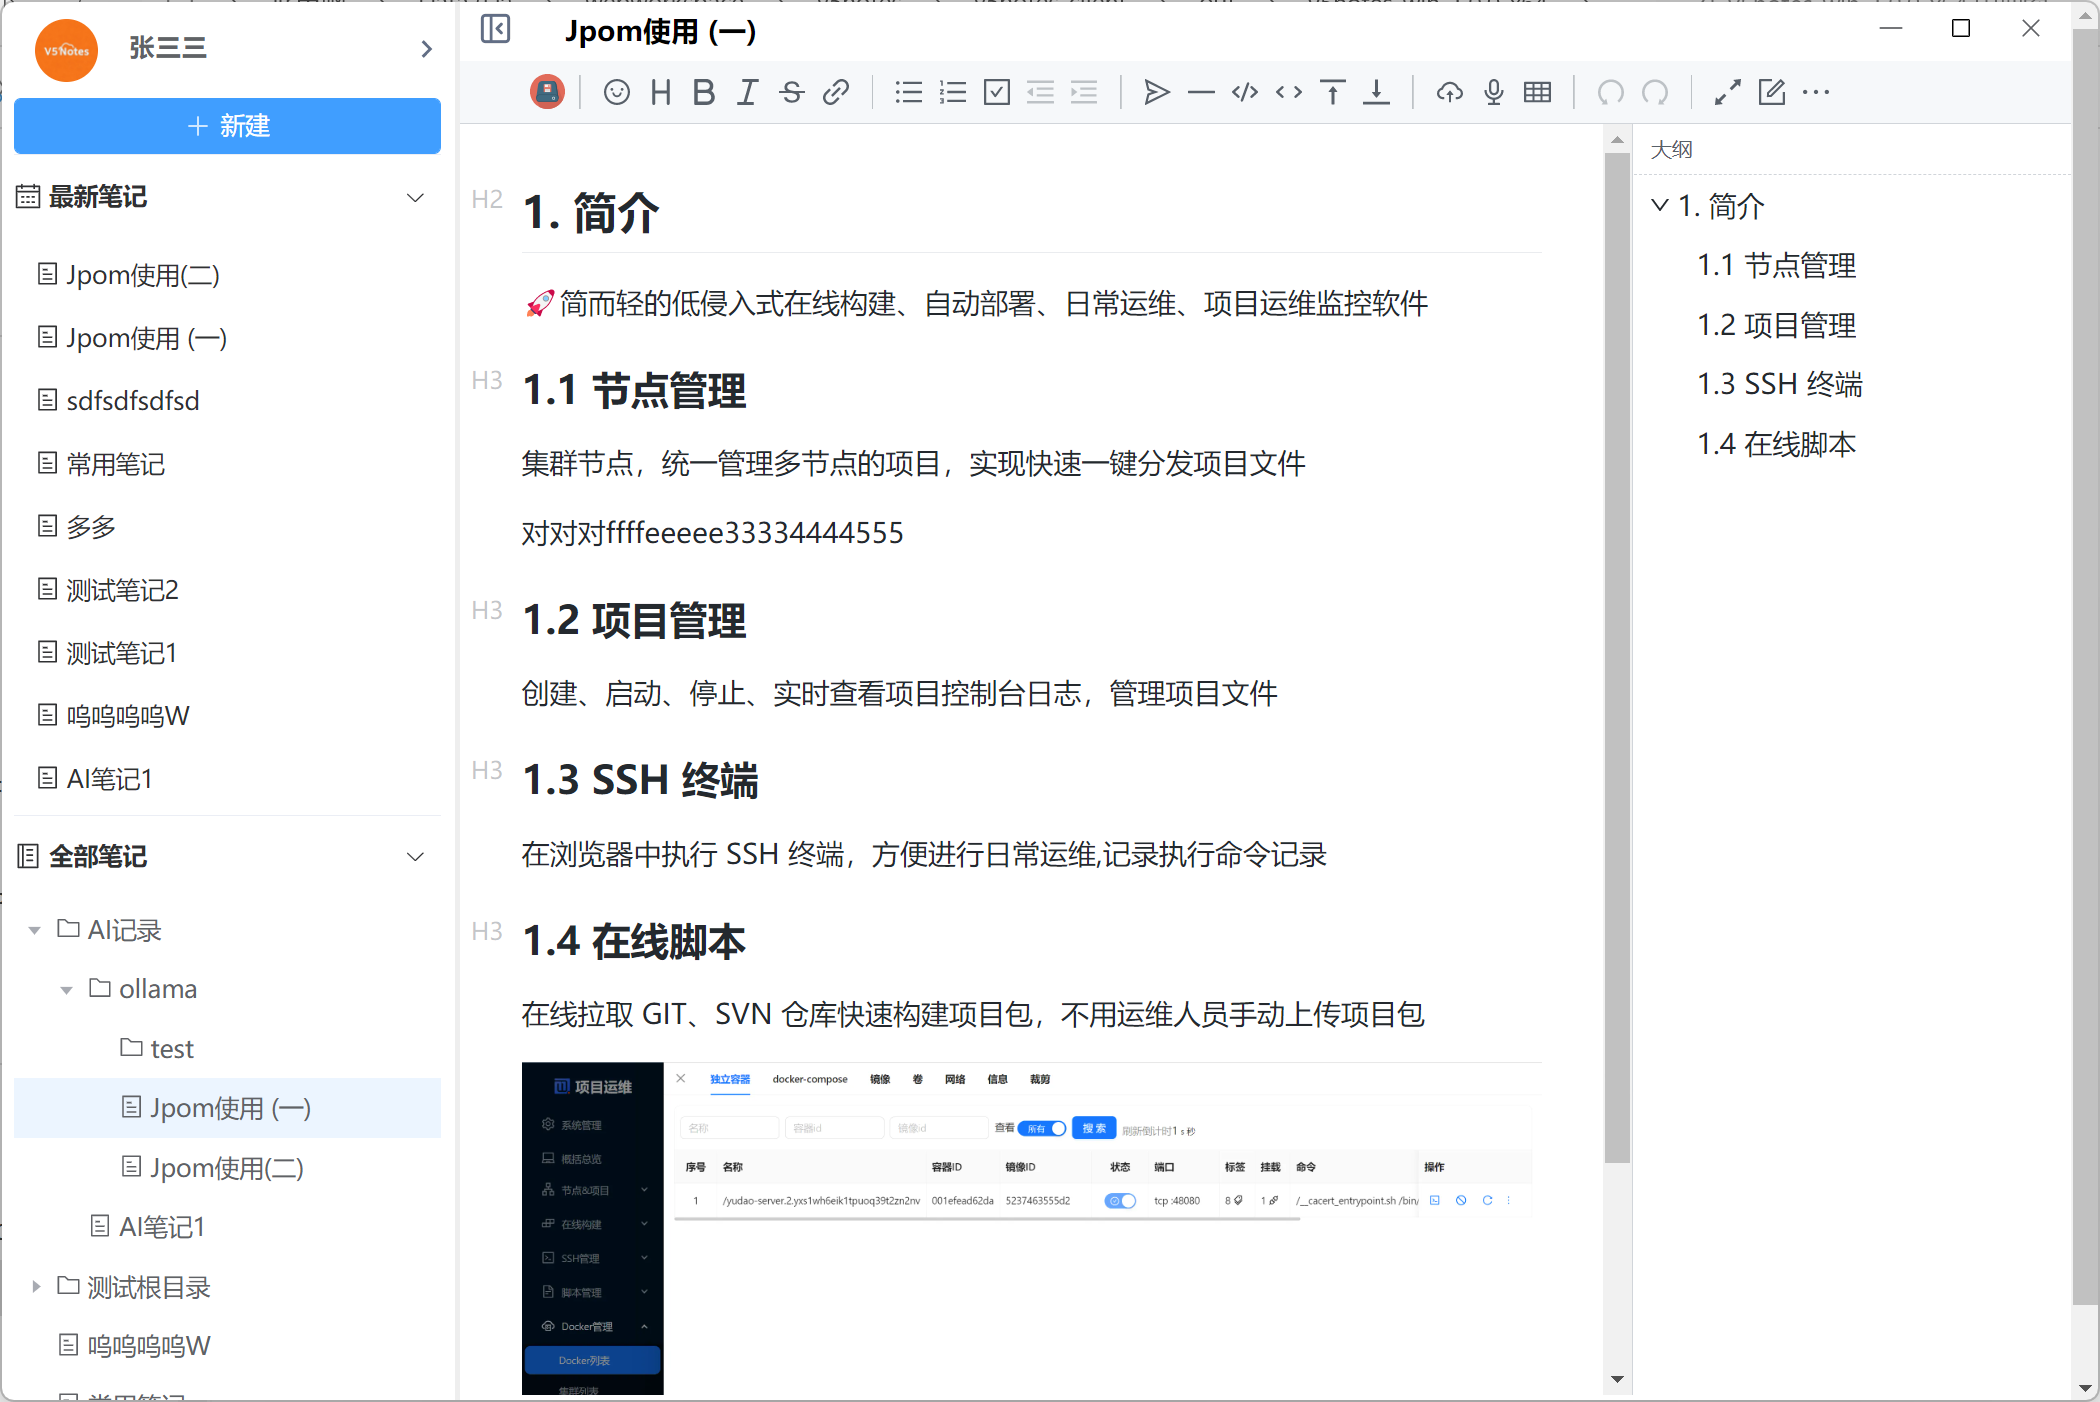 V5Notes
张三三
新建
最新笔记
Jpom使用(二)
Jpom使用 (一)
sdfsdfsdfsd
常用笔记
多多
测试笔记2
测试笔记1
呜呜呜呜W
AI笔记1
全部笔记
AI记录
ollama
test
Jpom使用 (一)
Jpom使用(二)
AI笔记1
测试根目录
呜呜呜呜W
Jpom使用 (一)
H2
1. 简介
🚀简而轻的低侵入式在线构建、自动部署、日常运维、项目运维监控软件
H3
1.1 节点管理
集群节点，统一管理多节点的项目，实现快速一键分发项目文件
对对对ffffeeeee33334444555
H3
1.2 项目管理
创建、启动、停止、实时查看项目控制台日志，管理项目文件
H3
1.3 SSH 终端
在浏览器中执行 SSH 终端，方便进行日常运维,记录执行命令记录
H3
1.4 在线脚本
在线拉取 GIT、SVN 仓库快速构建项目包，不用运维人员手动上传项目包
项目运维
系统管理
概括总览
节点&项目
在线构建
SSH管理
脚本管理
Docker管理
Docker列表
集群列表
独立容器 docker-compose 镜像 卷 网络 信息 裁剪
名称 容器id 镜像id 查看 所有 搜 索 刷新倒计时1 s 秒
序号 名称 容器ID 镜像ID 状态 端口 标签 挂载 命令 操作
1 /yudao-server.2.yxs1wh6eik1tpuoq39t2zn2nv 001efead62da 5237463555d2 tcp :48080 8 1 /__cacert_entrypoint.sh /bin/
大纲
1. 简介
1.1 节点管理
1.2 项目管理
1.3 SSH 终端
1.4 在线脚本